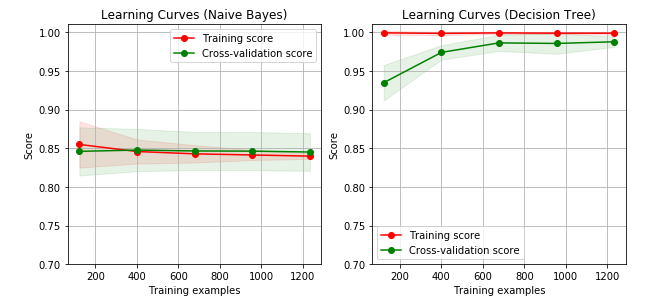 Learning Curves (Naive Bayes)
1.00
0.95
0.90
0.85
0.80
0.75
0.70
Score
Training score
Cross-validation score
200
400
600
800
1000
1200
Training examples
Learning Curves (Decision Tree)
1.00
0.95
0.90
0.85
0.80
0.75
0.70
Score
Training score
Cross-validation score
200
400
600
800
1000
1200
Training examples